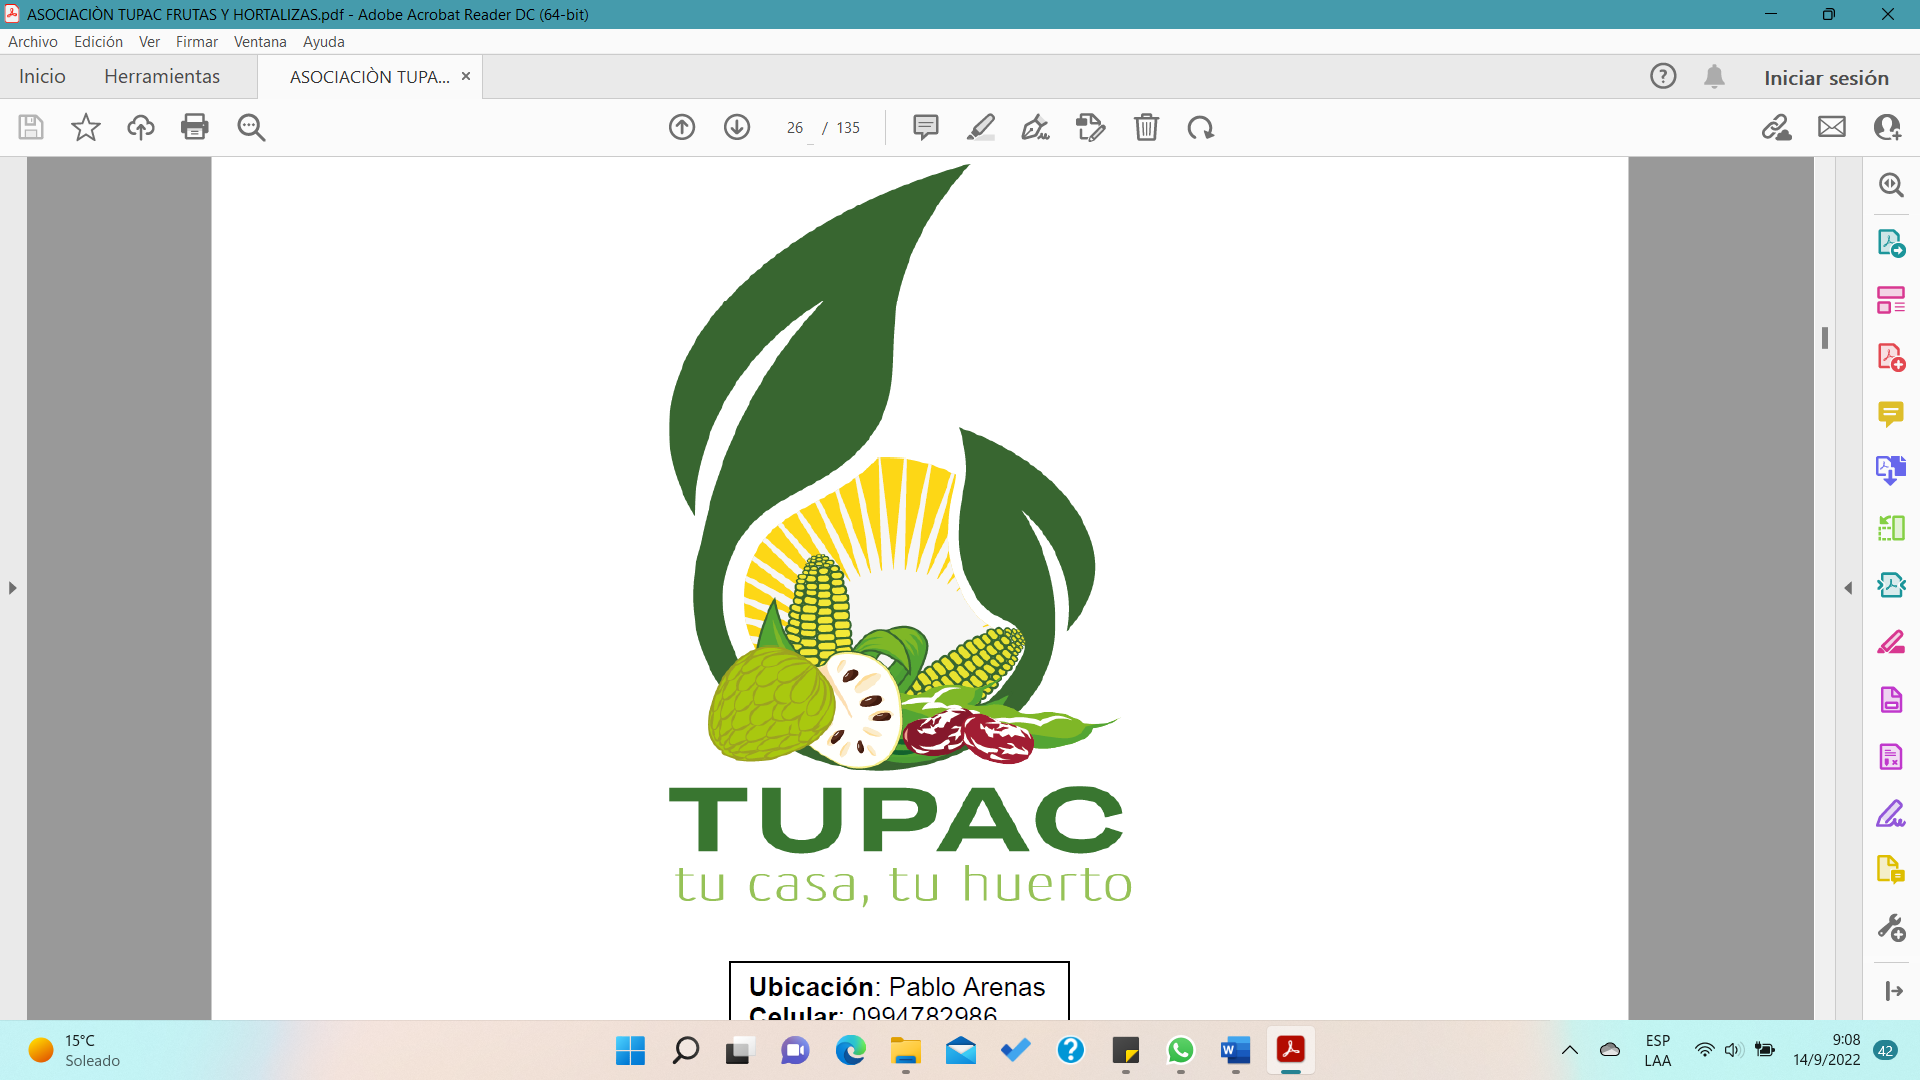 ASOCIACIÒN TUPAC FRUTAS Y HORTALIZAS.pdf - Adobe Acrobat Reader DC (64-bit)
Archivo Edición Ver Firmar Ventana Ayuda
Inicio Herramientas ASOCIACIÒN TUPA... Iniciar sesión
26 / 135
TUPAC
tu casa, tu huerto
Ubicación: Pablo Arenas
Celular: 0994782986
15°C
Soleado
ESP
LAA
9:08
14/9/2022
42